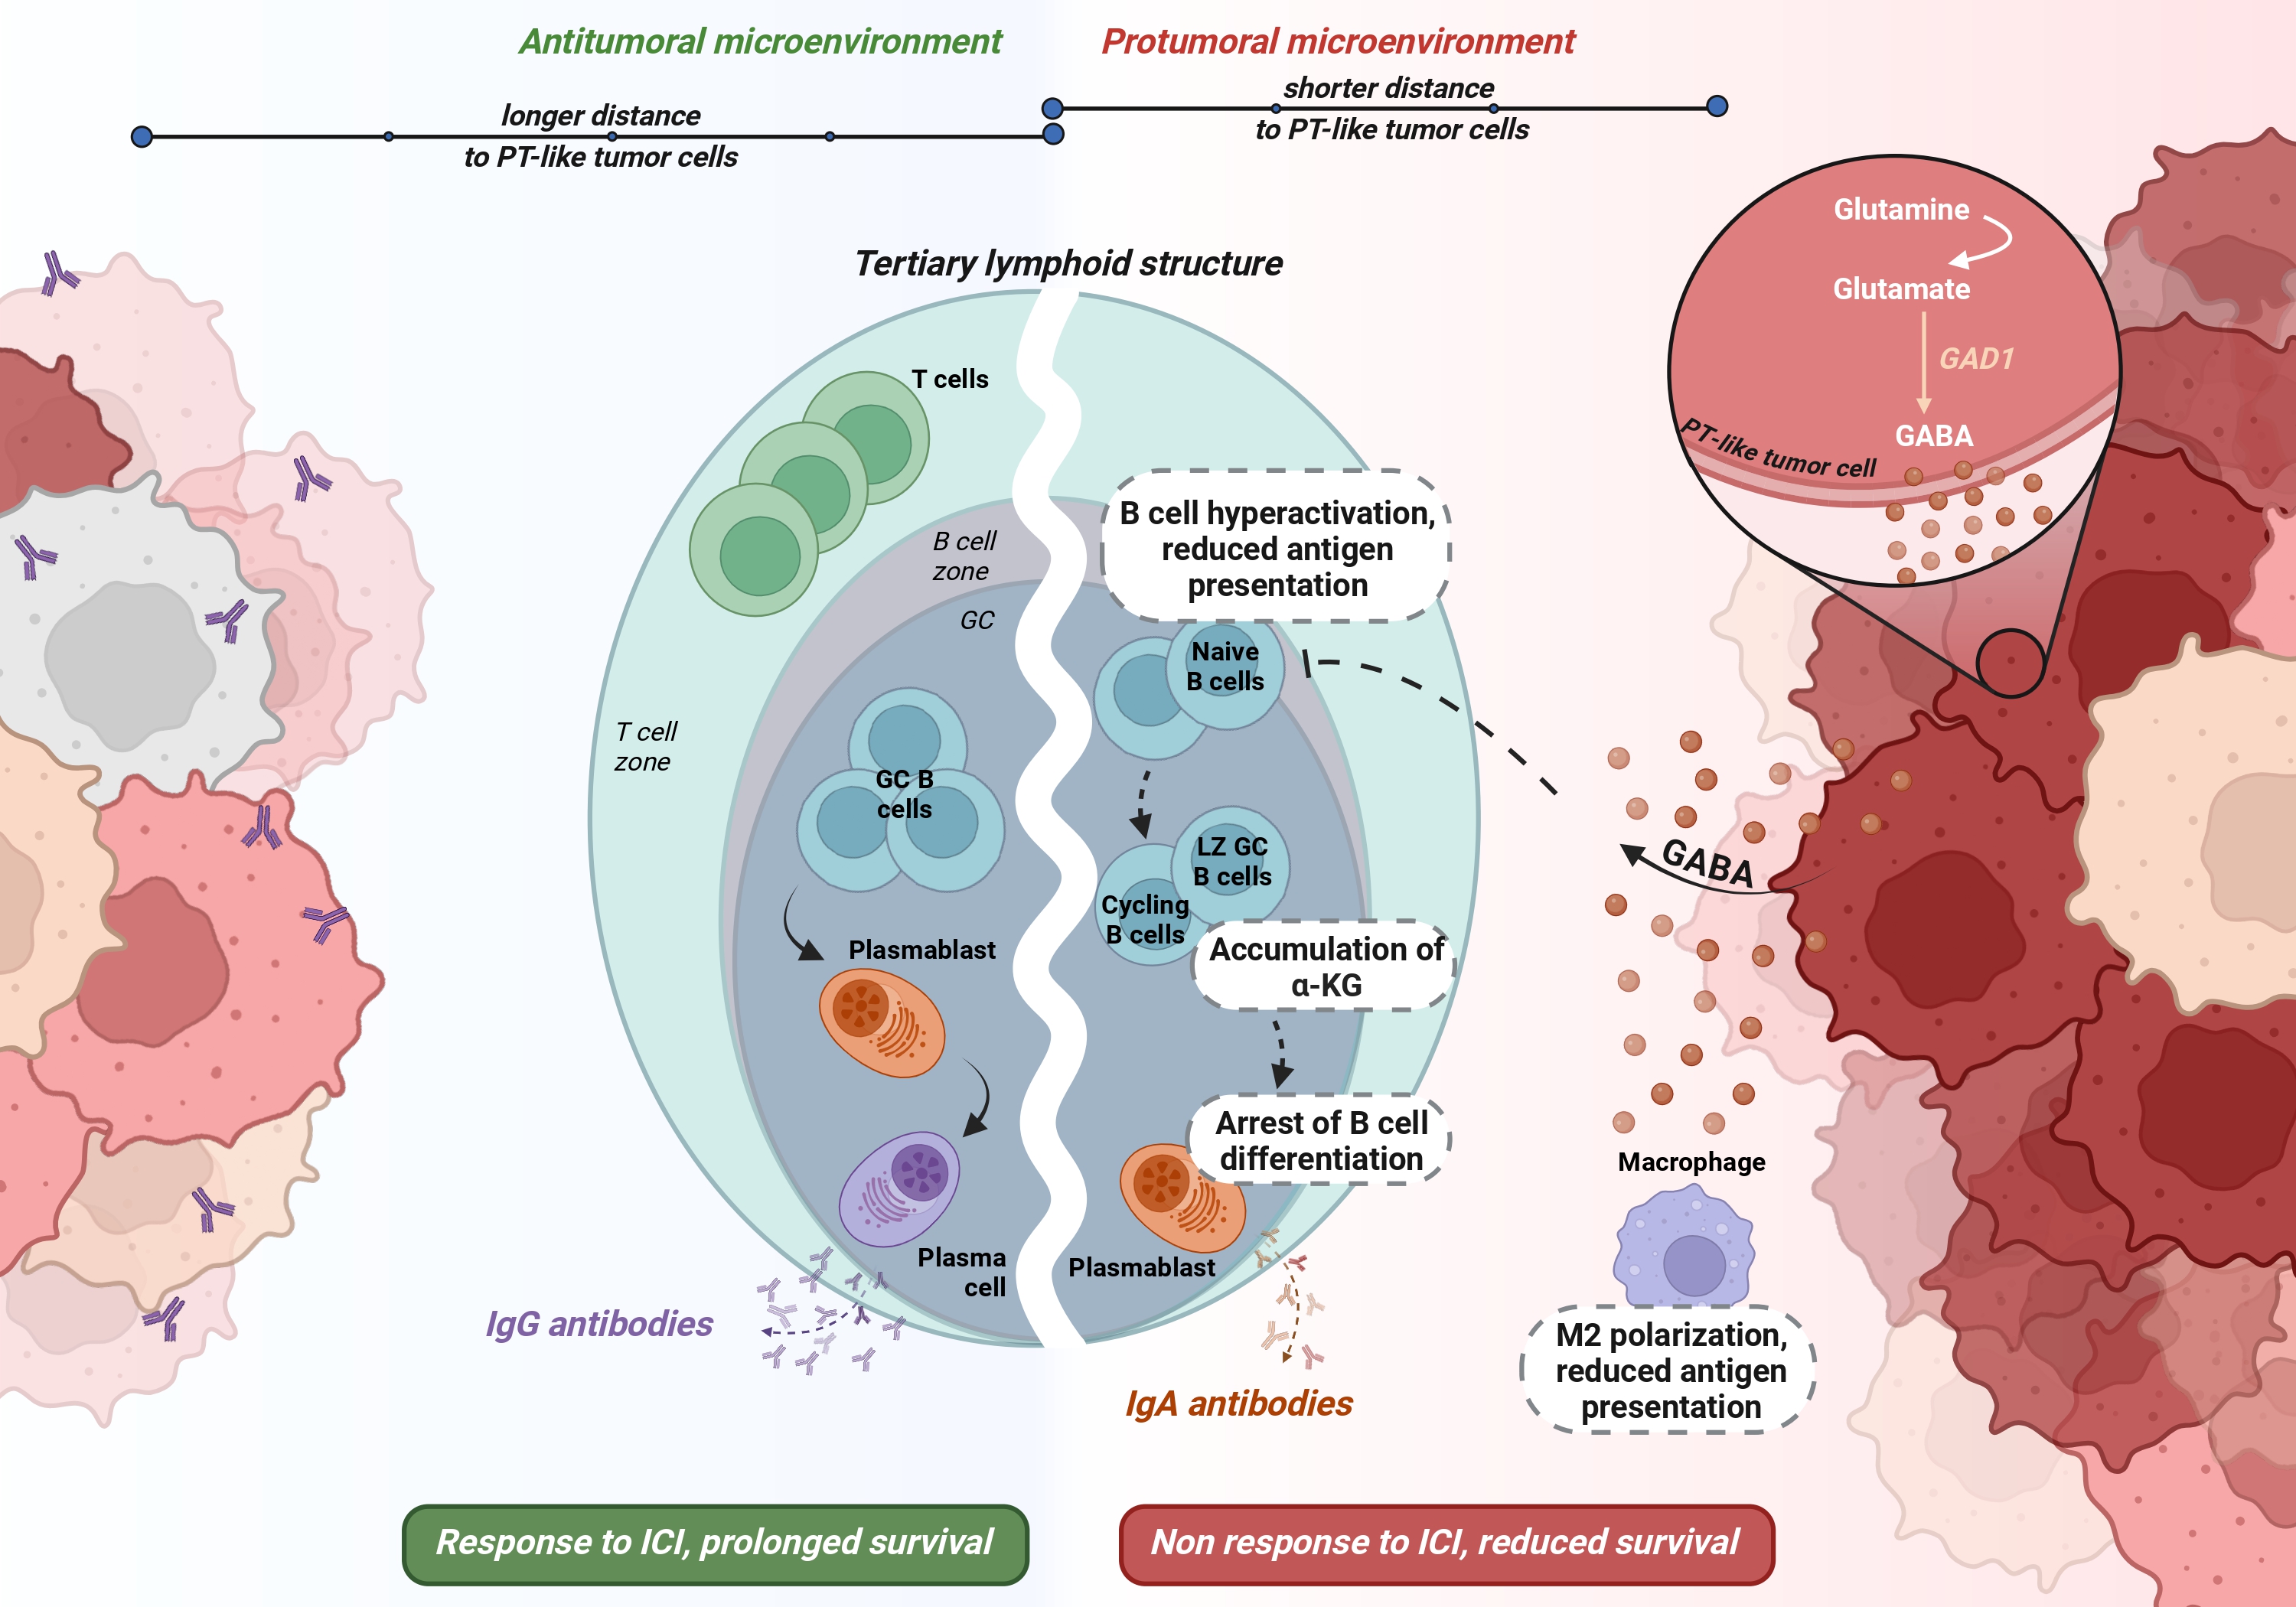 Antitumoral microenvironment
Protumoral microenvironment
longer distance
to PT-like tumor cells
shorter distance
to PT-like tumor cells
Tertiary lymphoid structure
T cells
B cell
zone
GC
T cell
zone
GC B
cells
Plasmablast
Plasma
cell
IgG antibodies
B cell hyperactivation,
reduced antigen
presentation
Naive
B cells
LZ GC
B cells
Cycling
B cells
Accumulation of
α-KG
Arrest of B cell
differentiation
Plasmablast
IgA antibodies
Glutamine
Glutamate
GAD1
GABA
PT-like tumor cell
GABA
Macrophage
M2 polarization,
reduced antigen
presentation
Response to ICI, prolonged survival
Non response to ICI, reduced survival